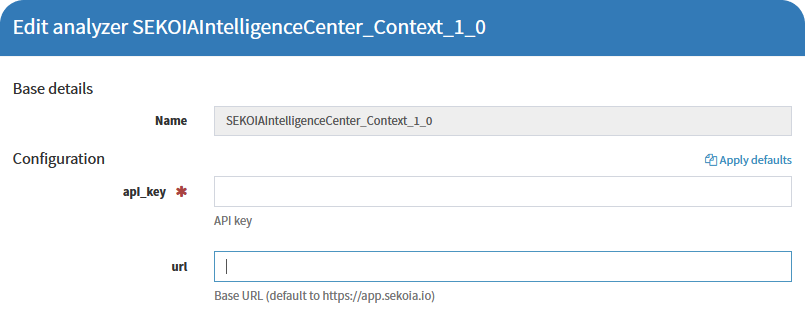 Edit analyzer SEKOIAIntelligenceCenter_Context_1_0
Base details
Name SEKOIAIntelligenceCenter_Context_1_0
Configuration Apply defaults
api_key ✱
API key
url
Base URL (default to https://app.sekoia.io)